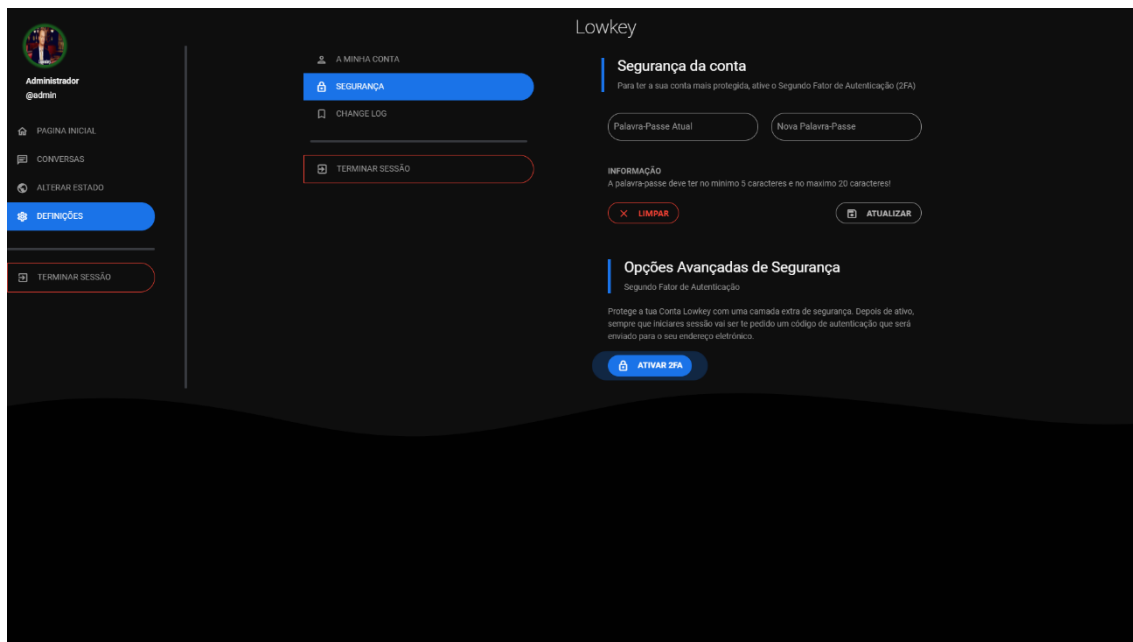 Lowkey
Administrador
@admin
PAGINA INICIAL
CONVERSAS
ALTERAR ESTADO
DEFINIÇÕES
TERMINAR SESSÃO
A MINHA CONTA
SEGURANÇA
CHANGE LOG
TERMINAR SESSÃO
Segurança da conta
Para ter a sua conta mais protegida, ative o Segundo Fator de Autenticação (2FA)
Palavra-Passe Atual
Nova Palavra-Passe
INFORMAÇÃO
A palavra-passe deve ter no minimo 5 caracteres e no maximo 20 caracteres!
LIMPAR
ATUALIZAR
Opções Avançadas de Segurança
Segundo Fator de Autenticação
Protege a tua Conta Lowkey com uma camada extra de segurança. Depois de ativo,
sempre que iniciares sessão vai ser te pedido um código de autenticação que será
enviado para o seu endereço eletrónico.
ATIVAR 2FA